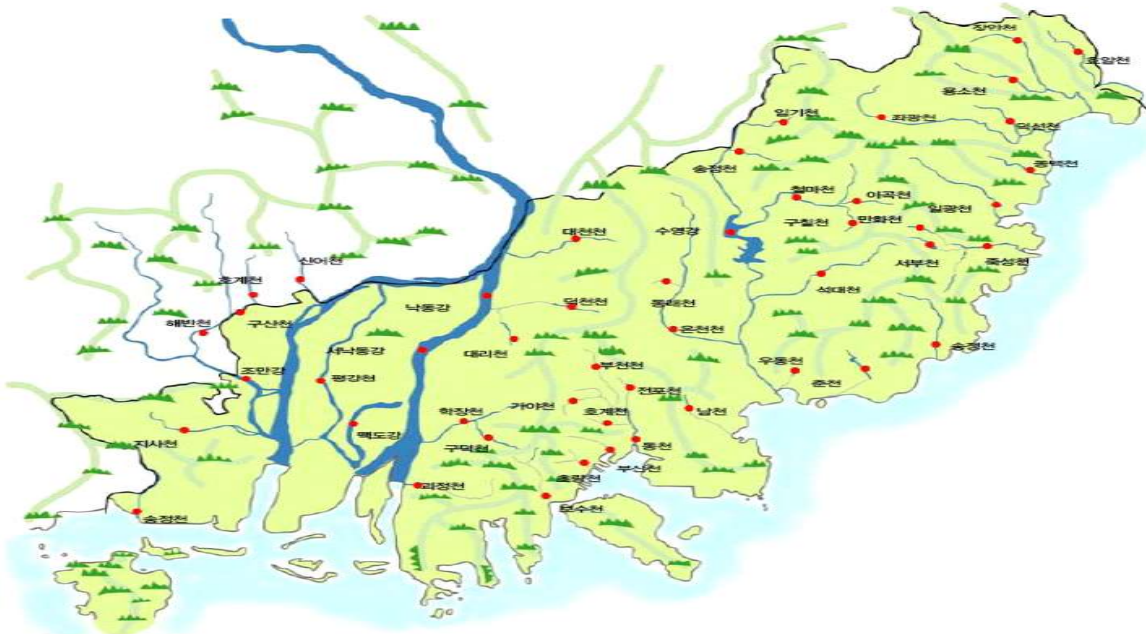 장안천
효암천
용소천
임기천
좌광천
덕선천
송정천
동백천
철마천
이곡천
일광천
구칠천
만화천
대천천
수영강
서부천
죽성천
신어천
호계천
석대천
낙동강
덕천천
동래천
해반천
구산천
온천천
서낙동강
대리천
송정천
우동천
조만강
평강천
부전천
춘천
전포천
가야천
학장천
호계천
남천
맥도강
지사천
구덕천
동천
부산천
초량천
괴정천
보수천
송정천